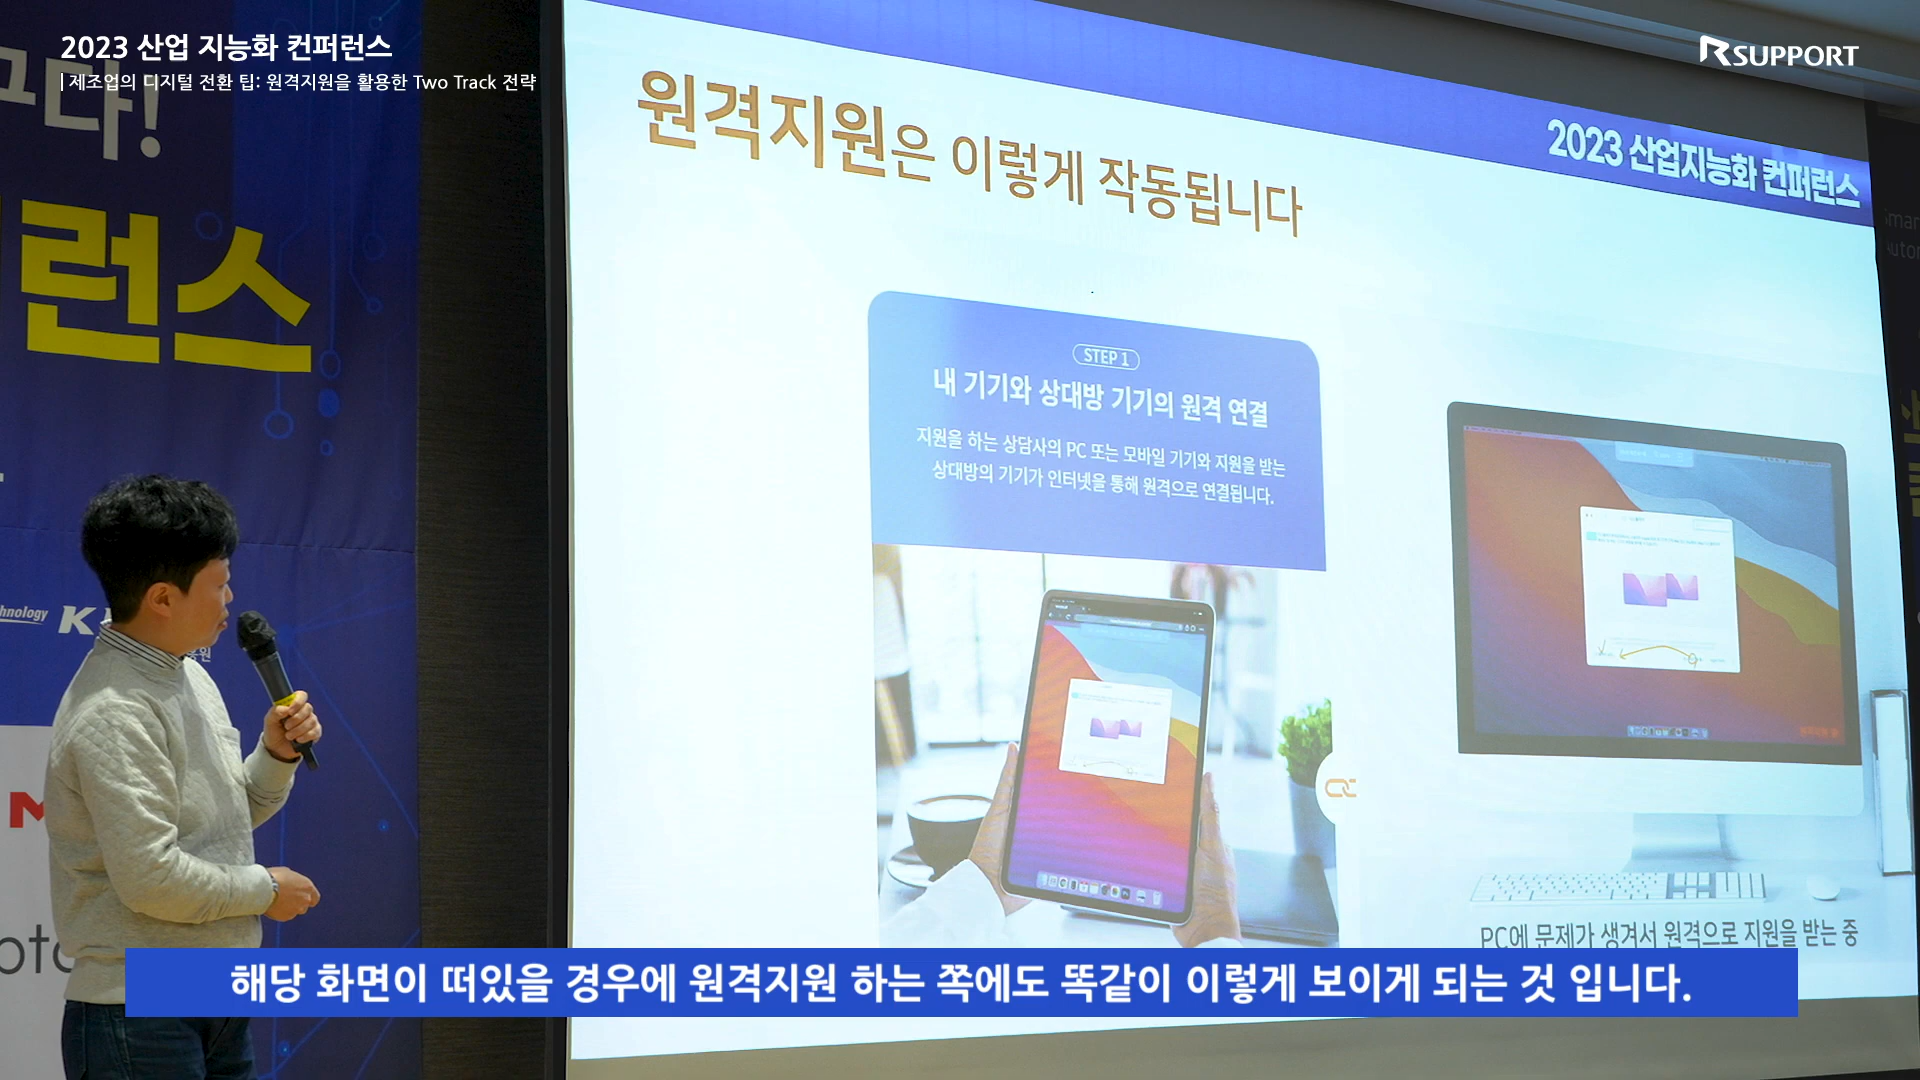 2023 산업 지능화 컨퍼런스
제조업의 디지털 전환 팁: 원격지원을 활용한 Two Track 전략
RSUPPORT
2023 산업지능화 컨퍼런스
원격지원은 이렇게 작동됩니다
STEP 1
내 기기와 상대방 기기의 원격 연결
지원을 하는 상담사의 PC 또는 모바일 기기와 지원을 받는
상대방의 기기가 인터넷을 통해 원격으로 연결됩니다.
PC에 문제가 생겨서 원격으로 지원을 받는 중
다!
런스
hnology
K
해당 화면이 떠있을 경우에 원격지원 하는 쪽에도 똑같이 이렇게 보이게 되는 것 입니다.